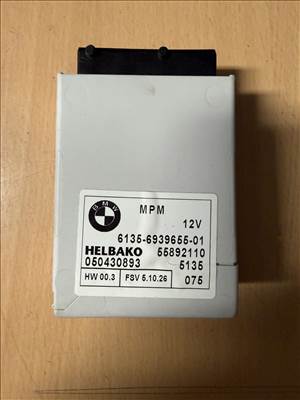 BMW
MPM
12V
6135-6939655-01
HELBAKO 55892110
050430893 5135
HW 00.3 FSV 5.10.26 075